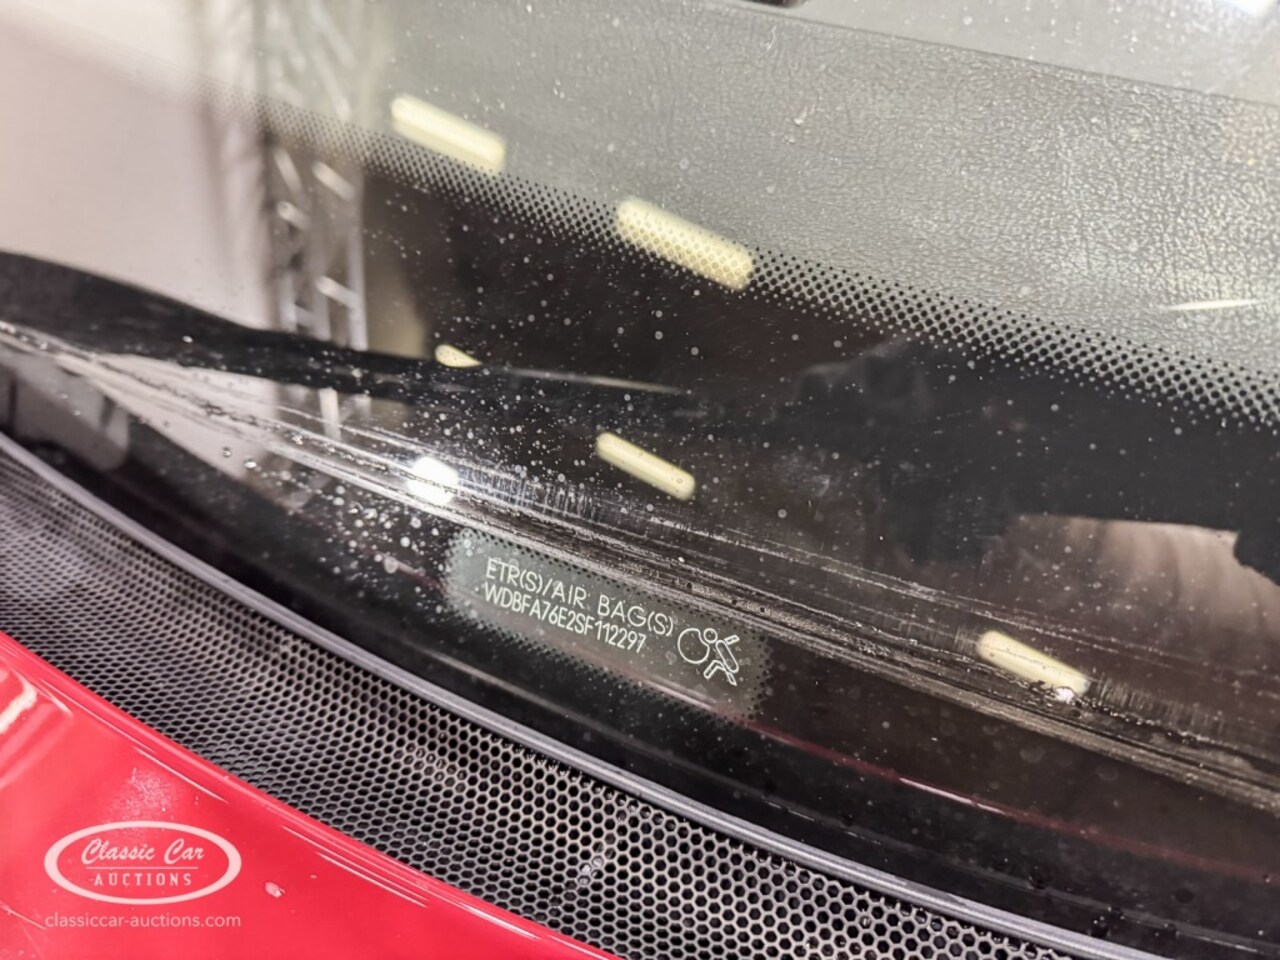 ETR(S)/AIR BAG(S)
WDBFA76E2SF112297
Classic Car
AUCTIONS
classiccar-auctions.com